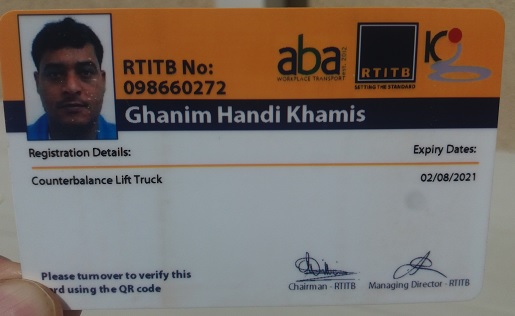 RTITB No:
098660272
aba
WORKPLACE TRANSPORT
RTITB
SETTING THE STANDARD
Ghanim Handi Khamis
Registration Details:
Expiry Dates:
Counterbalance Lift Truck
02/08/2021
Please turnover to verify this
rd using the QR code
Chairman - RTITB
Managing Director - RTITB